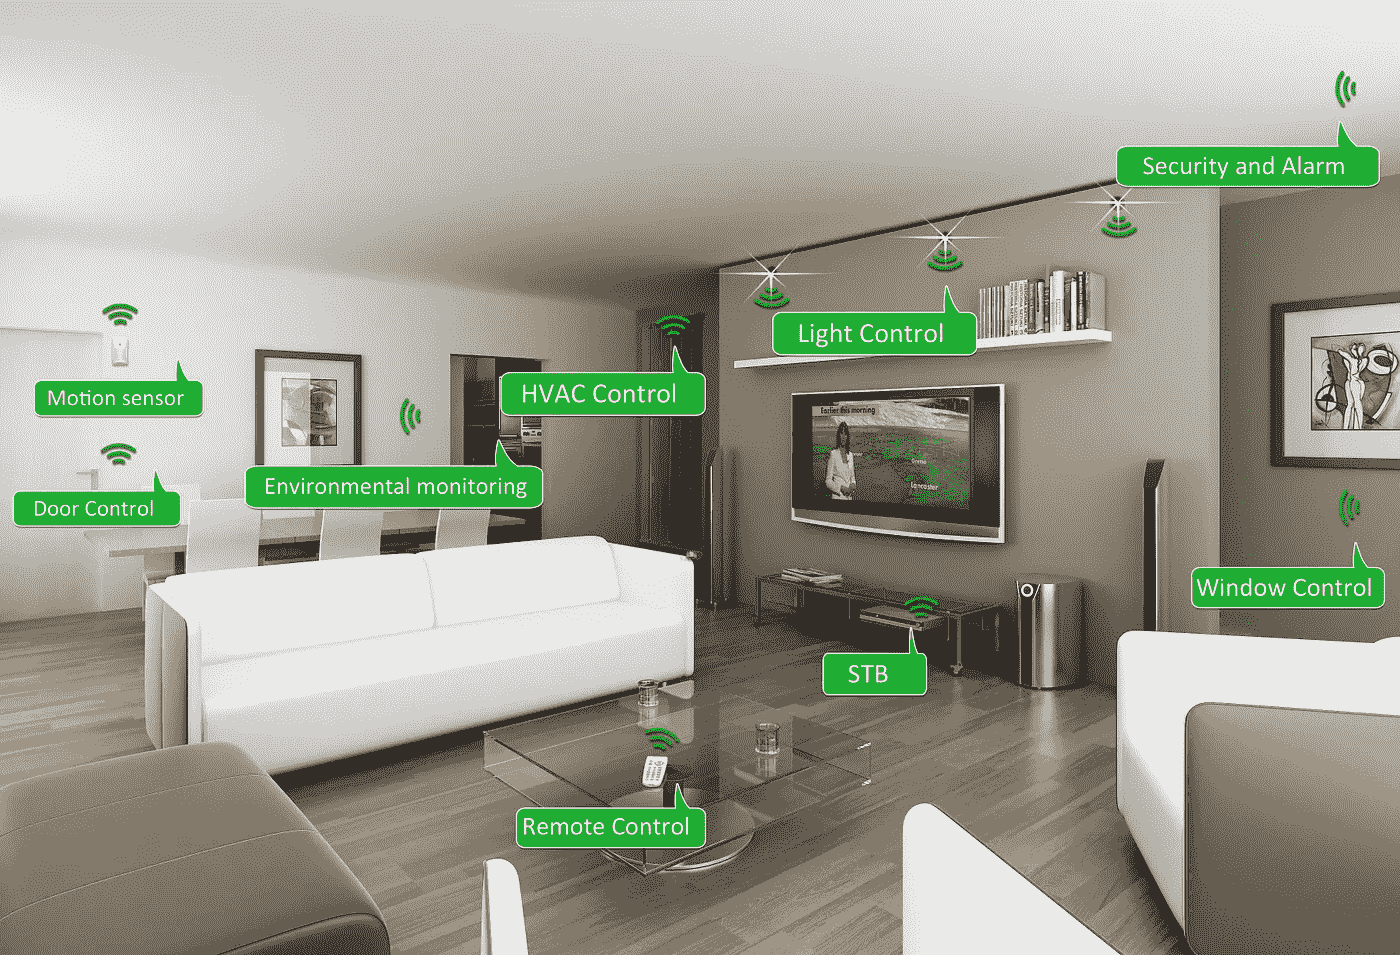 Security and Alarm
Light Control
HVAC Control
Motion sensor
Earlier this morning
Environmental monitoring
Lancaster
Door Control
Window Control
STB
Remote Control